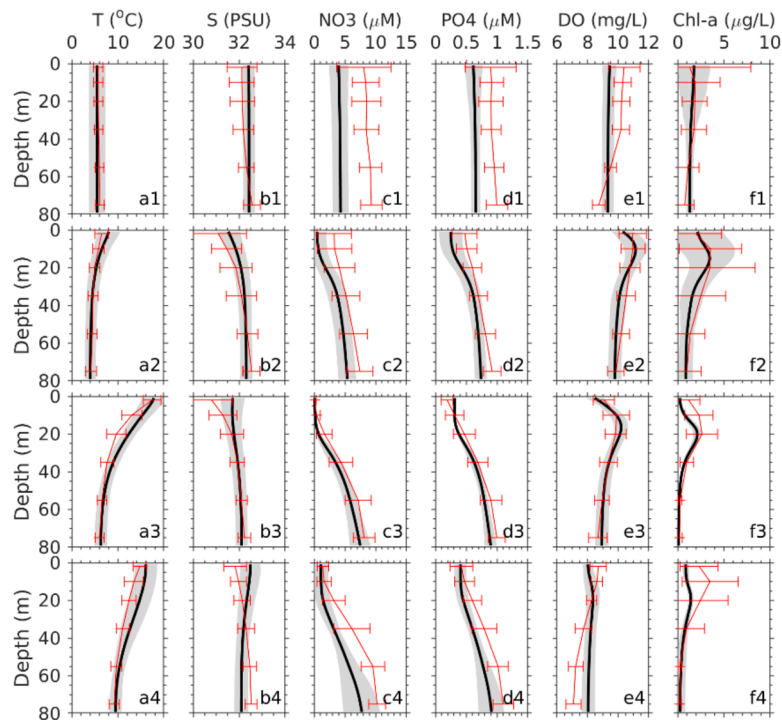 T (°C) S (PSU) NO3 (μM) PO4 (μM) DO (mg/L) Chl-a (μg/L)
0 10 20 30 32 34 0 5 10 15 0 0.5 1 1.5 6 8 10 12 0 5 10
0
20
40
60
80
Depth (m)
a1 b1 c1 d1 e1 f1
0
20
40
60
80
Depth (m)
a2 b2 c2 d2 e2 f2
0
20
40
60
80
Depth (m)
a3 b3 c3 d3 e3 f3
0
20
40
60
80
Depth (m)
a4 b4 c4 d4 e4 f4